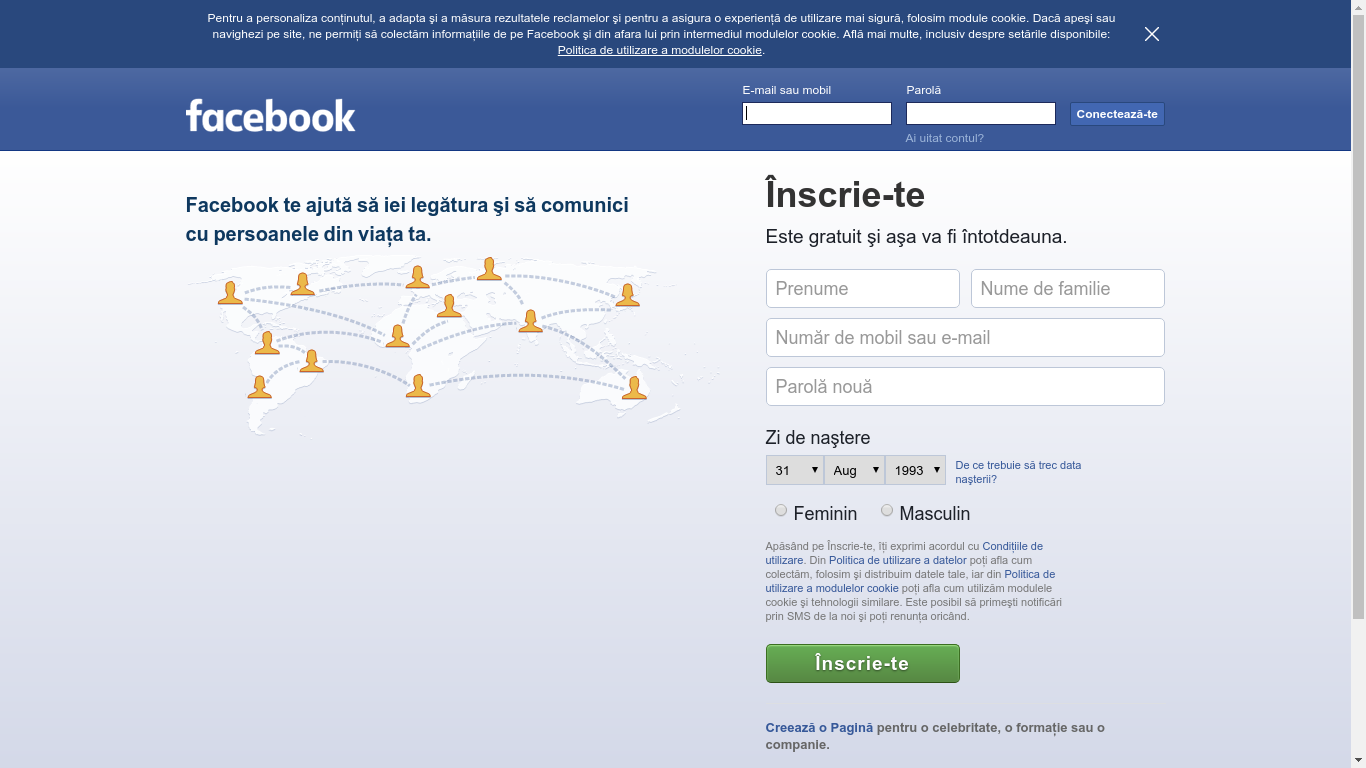 Pentru a personaliza conținutul, a adapta şi a măsura rezultatele reclamelor şi pentru a asigura o experiență de utilizare mai sigură, folosim module cookie. Dacă apeşi sau
navighezi pe site, ne permiți să colectăm informațiile de pe Facebook şi din afara lui prin intermediul modulelor cookie. Află mai multe, inclusiv despre setările disponibile:
Politica de utilizare a modulelor cookie.
facebook
E-mail sau mobil
Parolă
Conectează-te
Ai uitat contul?
Facebook te ajută să iei legătura şi să comunici
cu persoanele din viața ta.
Înscrie-te
Este gratuit şi aşa va fi întotdeauna.
Prenume
Nume de familie
Număr de mobil sau e-mail
Parolă nouă
Zi de naştere
31
Aug
1993
De ce trebuie să trec data
naşterii?
Feminin
Masculin
Apăsând pe Înscrie-te, îți exprimi acordul cu Condițiile de
utilizare. Din Politica de utilizare a datelor poți afla cum
colectăm, folosim şi distribuim datele tale, iar din Politica de
utilizare a modulelor cookie poți afla cum utilizăm modulele
cookie şi tehnologii similare. Este posibil să primeşti notificări
prin SMS de la noi şi poți renunța oricând.
Înscrie-te
Creează o Pagină pentru o celebritate, o formație sau o
companie.